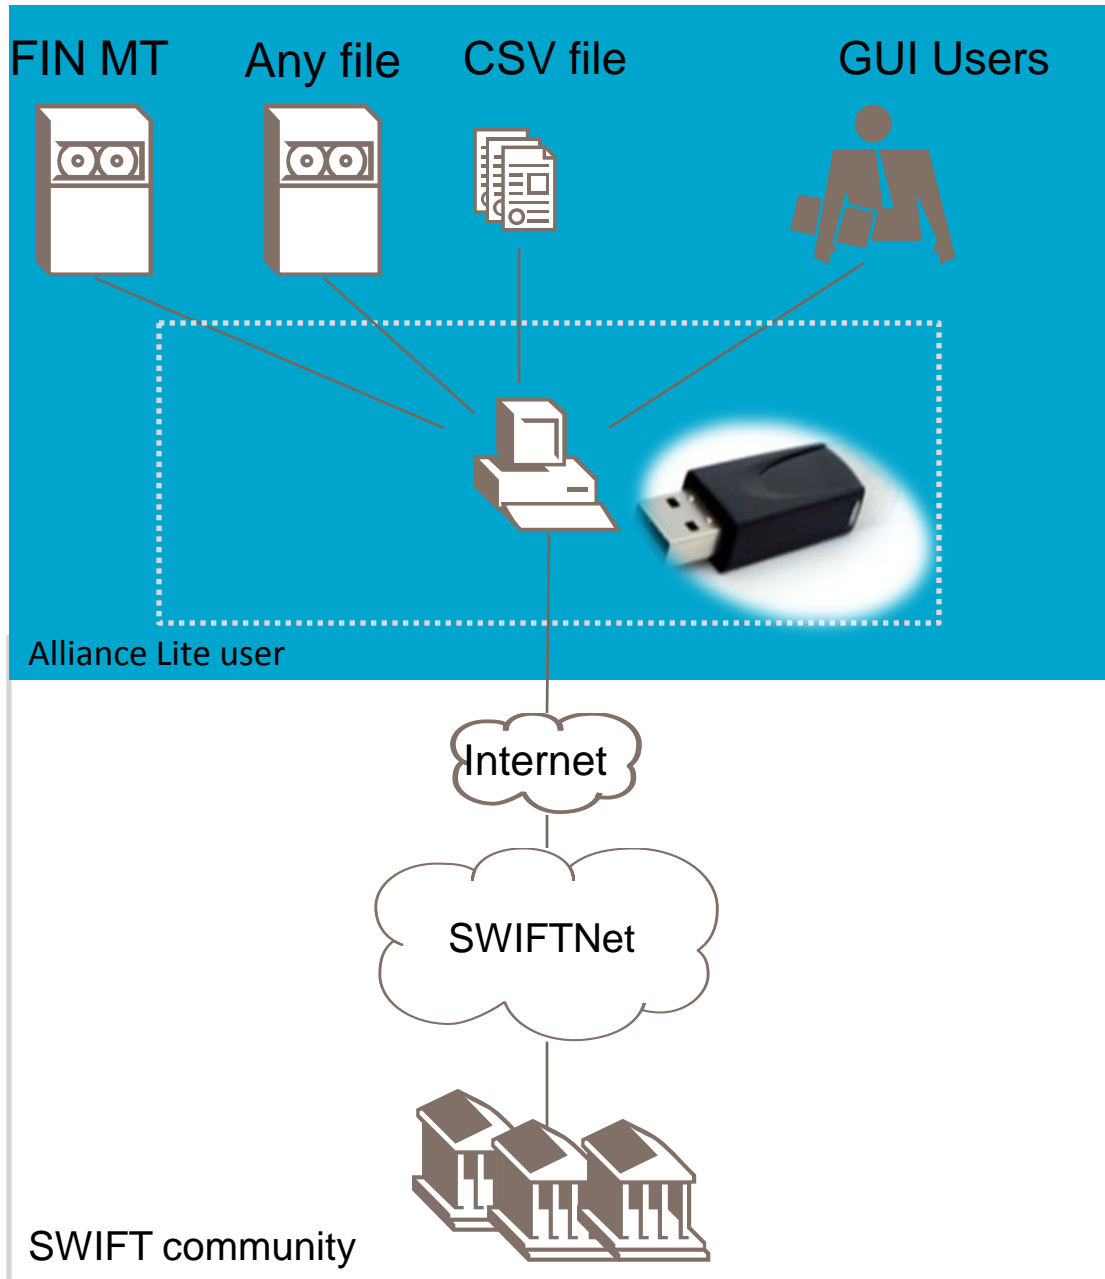 FIN MT
Any file
CSV file
GUI Users
Alliance Lite user
Internet
SWIFTNet
SWIFT community